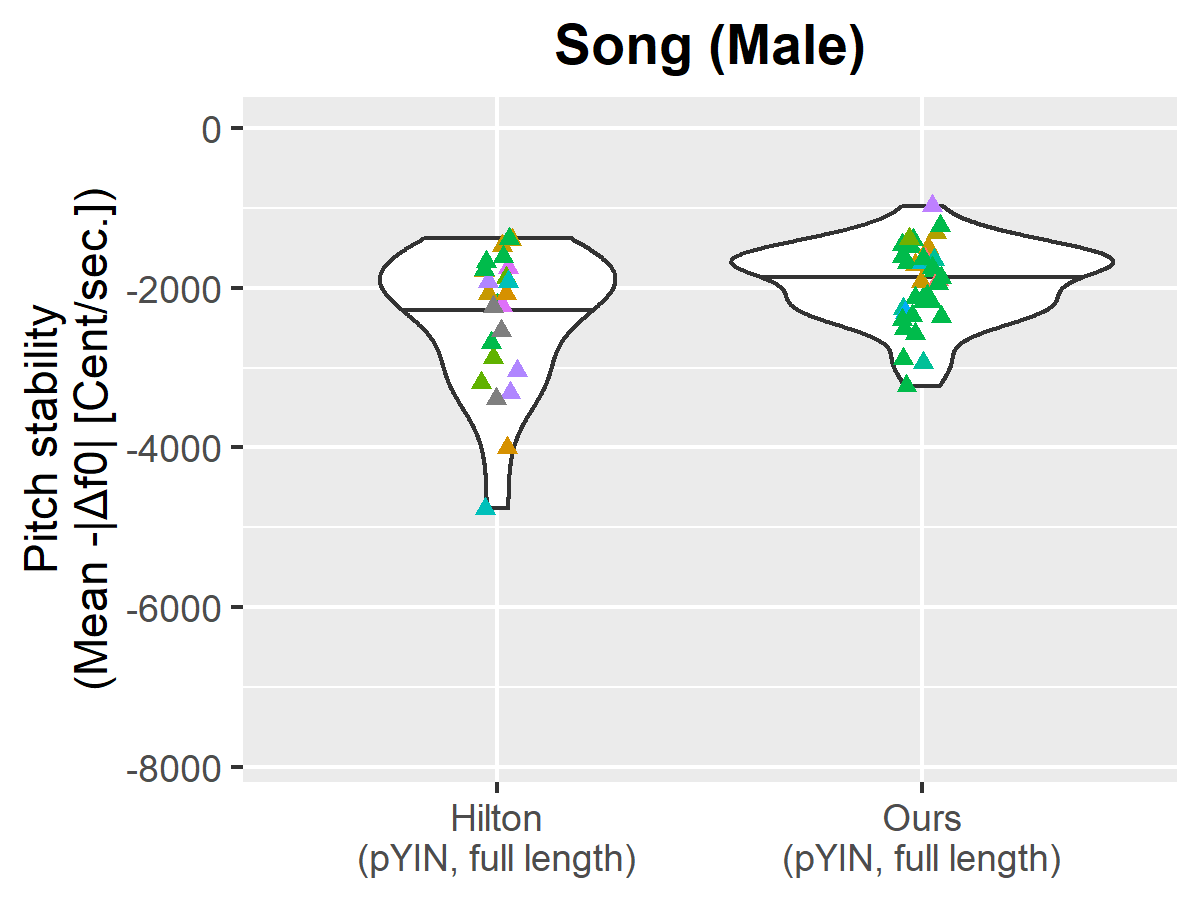 Song (Male)
Pitch stability
(Mean -|Δf0| [Cent/sec.])
0
-2000
-4000
-6000
-8000
Hilton
(pYIN, full length)
Ours
(pYIN, full length)